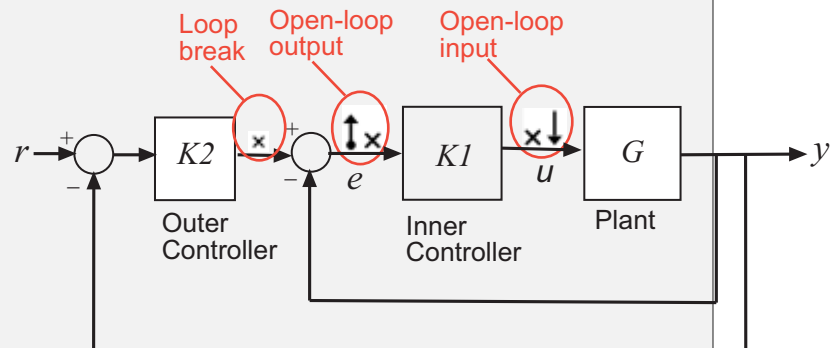 Loop
break
Open-loop
output
Open-loop
input
r
+
−
K2
+
−
e
K1
u
G
y
Outer
Controller
Inner
Controller
Plant